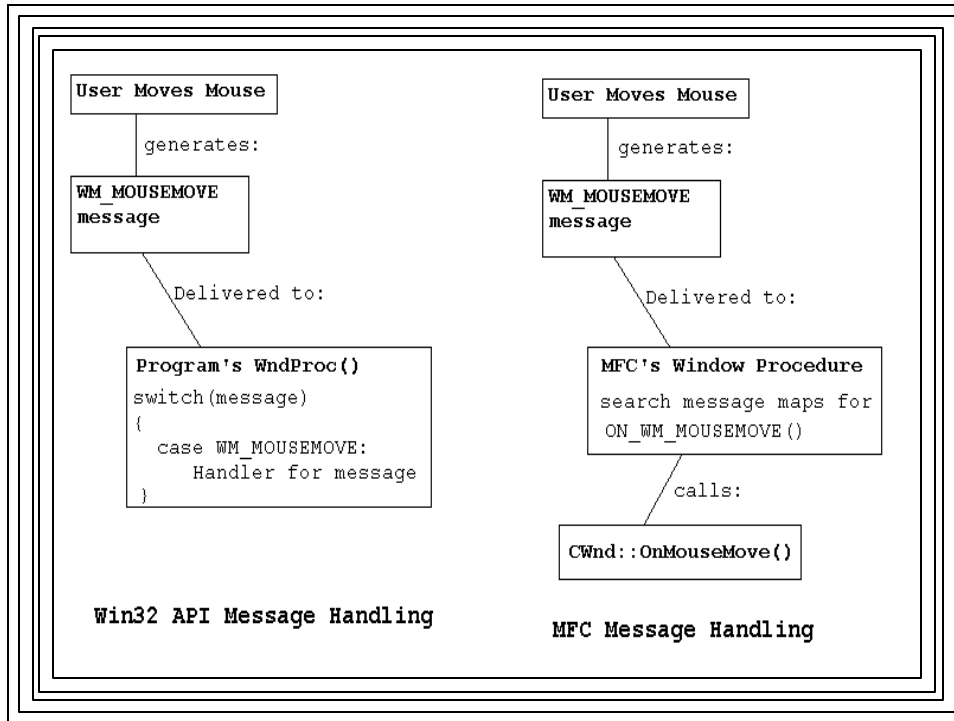 User Moves Mouse
generates:
WM_MOUSEMOVE
message
Delivered to:
Program's WndProc()
switch(message)
{
case WM_MOUSEMOVE:
Handler for message
}
Win32 API Message Handling
User Moves Mouse
generates:
WM_MOUSEMOVE
message
Delivered to:
MFC's Window Procedure
search message maps for
ON_WM_MOUSEMOVE()
calls:
CWnd::OnMouseMove()
MFC Message Handling